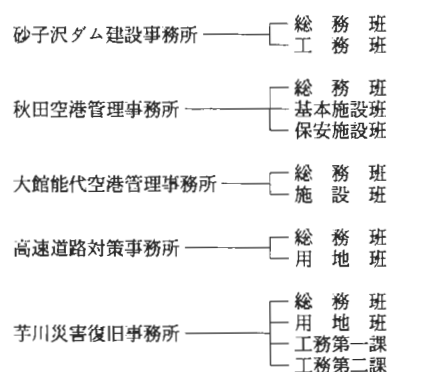 砂子沢ダム建設事務所
総務班
工務班
秋田空港管理事務所
総務班
基本施設班
保安施設班
大館能代空港管理事務所
総務班
施設班
高速道路対策事務所
総務班
用地班
芋川災害復旧事務所
総務班
用地班
工務第一課
工務第二課